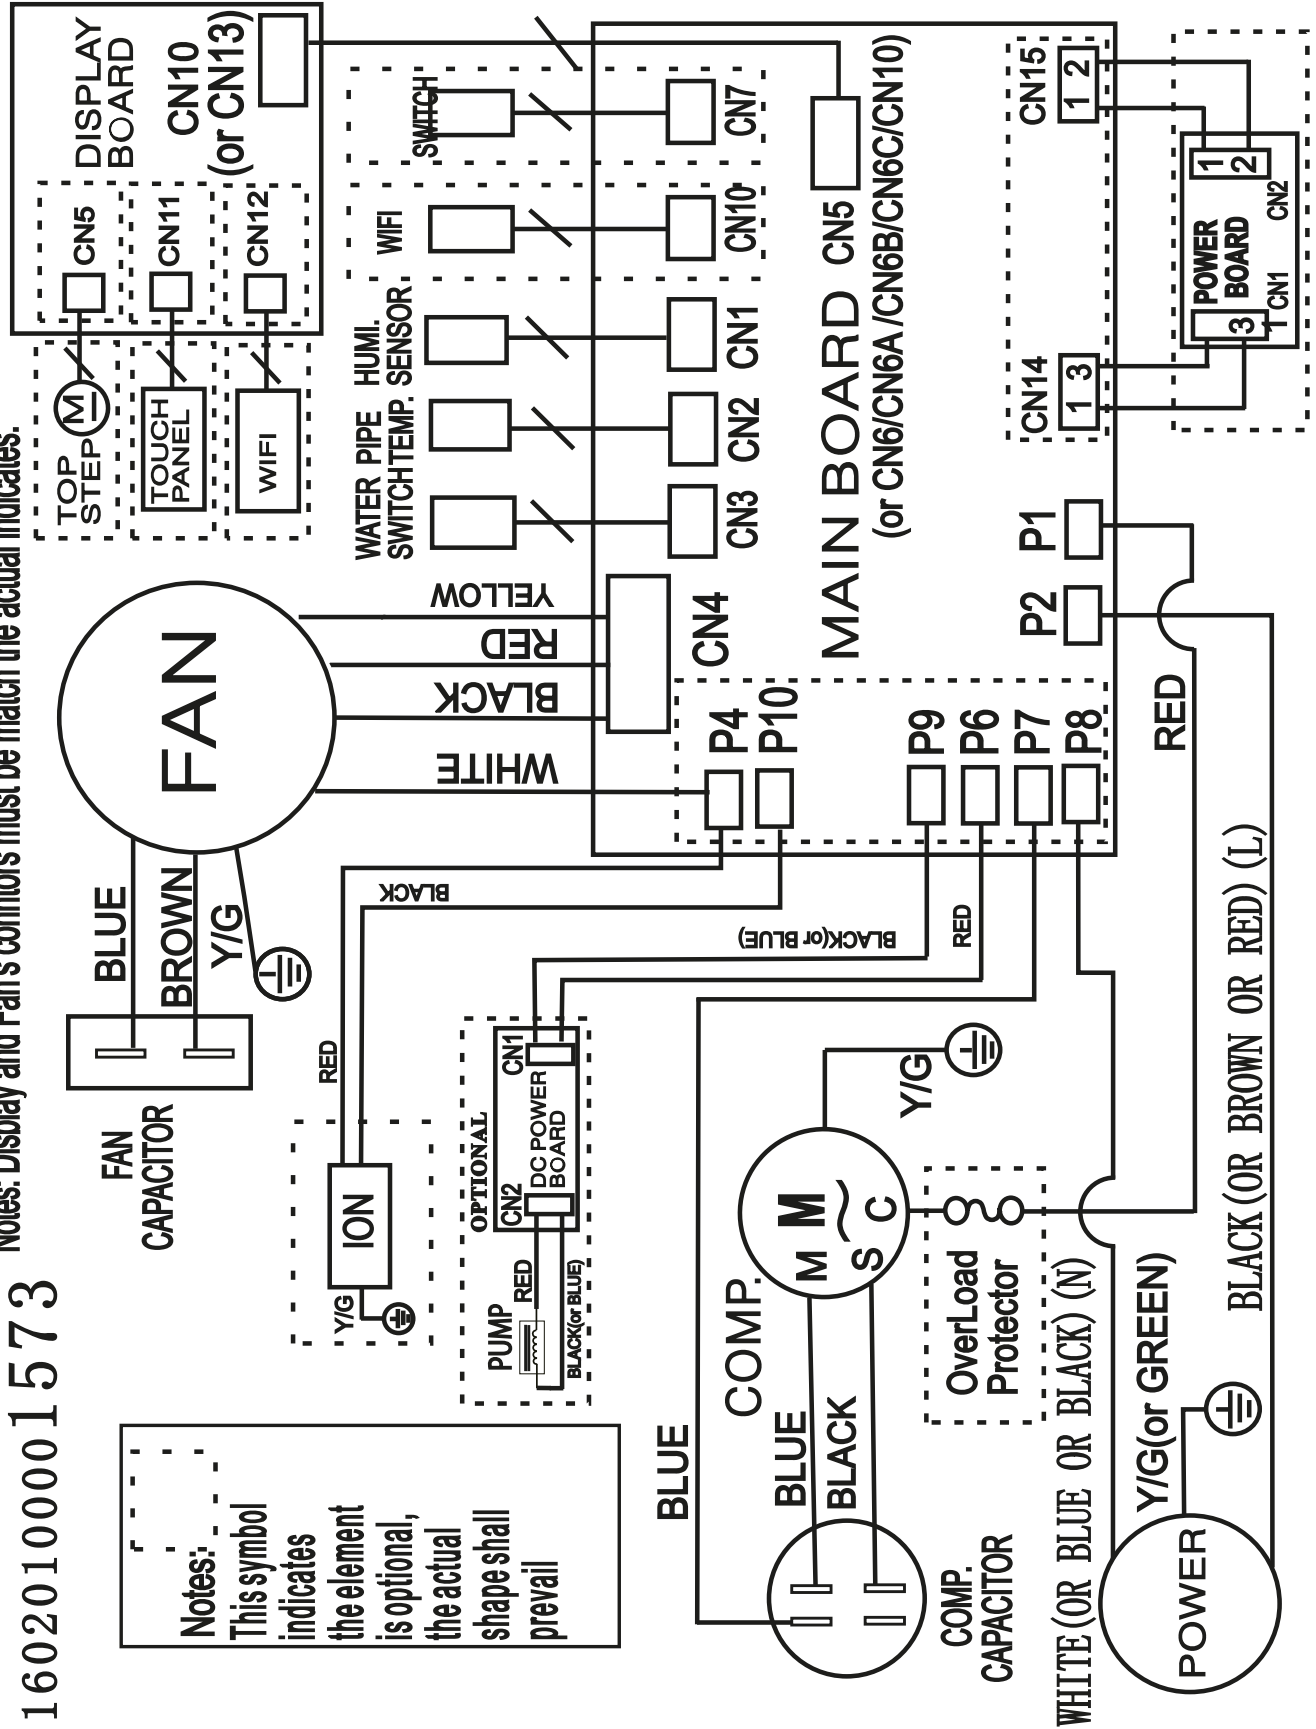 16020100001573
Notes: Display and Fan's contitors must be match the actual indicates.
DISPLAY
BOARD
CN10
(or CN13)
CN5
CN11
CN12
TOP
STEP
M
TOUCH
PANEL
WIFI
SWITCH
CN7
WIFI
CN10
HUMI.
SENSOR
CN1
PIPE
TEMP.
CN2
WATER
SWITCH
CN3
CN5
MAIN BOARD
(or CN6/CN6A/CN6B/CN6C/CN10)
CN15
1 2
CN14
1 3
1
2
CN2
POWER
BOARD
CN1
3
1
FAN
YELLOW
RED
BLACK
WHITE
CN4
P4
P10
P9
P6
P7
P8
P2
P1
BLUE
BROWN
Y/G
FAN
CAPACITOR
BLACK
RED
BLACK(or BLUE)
RED
RED
ION
Y/G
OPTIONAL
CN2
CN1
DC POWER
BOARD
PUMP
RED
BLACK(or BLUE)
COMP.
M
~
M
S
C
Y/G
OverLoad
Protector
BLUE
BLUE
BLACK
COMP.
CAPACITOR
WHITE(OR BLUE OR BLACK)(N)
Y/G(or GREEN)
BLACK(OR BROWN OR RED)(L)
POWER
Notes:
This symbol
indicates
the element
is optional,
the actual
shape shall
prevail